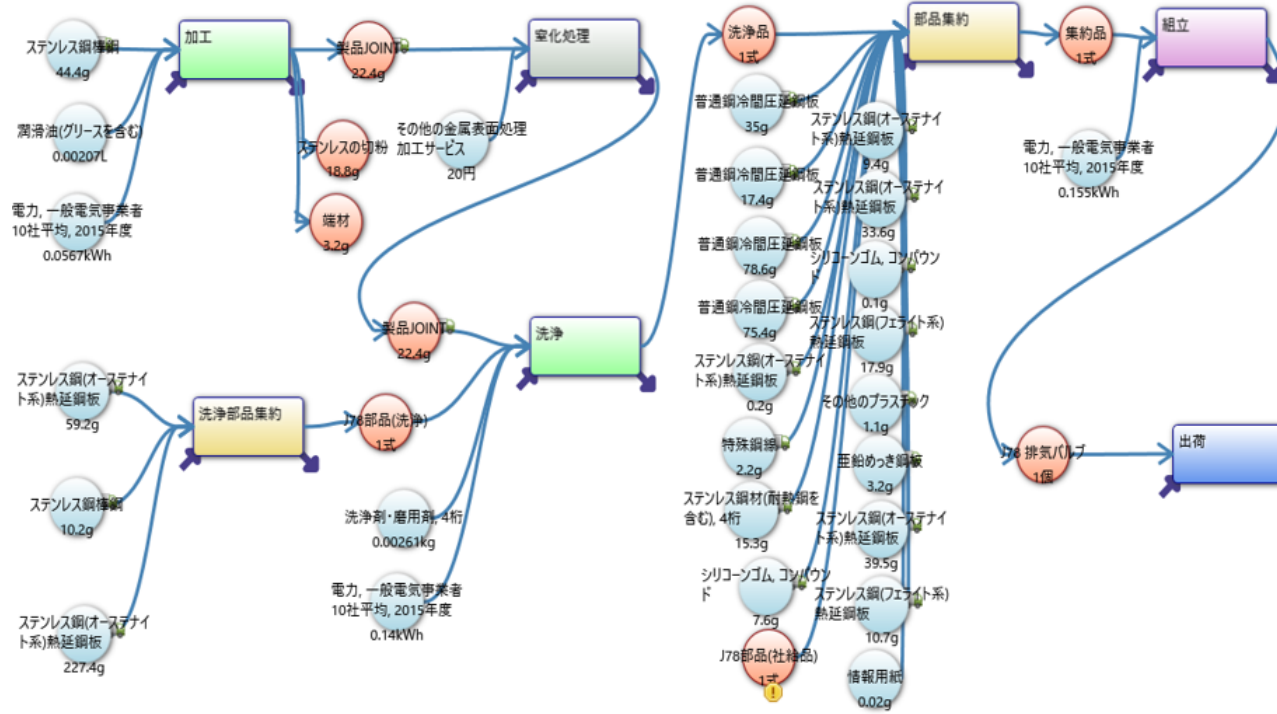 加工
ステンレス鋼棒鋼
44.4g
潤滑油(グリースを含む)
0.00207L
電力, 一般電気事業者
10社平均, 2015年度
0.0567kWh
製品JOINT
22.4g
ステンレスの切粉
18.8g
端材
3.2g
窒化処理
その他の金属表面処理
加工サービス
20円
製品JOINT
22.4g
洗浄
ステンレス鋼(オーステナイ
ト系)熱延鋼板
59.2g
ステンレス鋼棒鋼
10.2g
ステンレス鋼(オーステナイ
ト系)熱延鋼板
227.4g
洗浄部品集約
J78部品(洗浄)
1式
洗浄剤・磨用剤, 4桁
0.00261kg
電力, 一般電気事業者
10社平均, 2015年度
0.14kWh
洗浄品
1式
普通鋼冷間圧延鋼板
35g
普通鋼冷間圧延鋼板
17.4g
普通鋼冷間圧延鋼板
78.6g
普通鋼冷間圧延鋼板
75.4g
ステンレス鋼(オーステナイ
ト系)熱延鋼板
0.2g
特殊鋼線
2.2g
ステンレス鋼材(耐熱鋼を
含む), 4桁
15.3g
シリコーンゴム, コンパウン
ド
7.6g
J78部品(社給品)
1式
ステンレス鋼(オーステナイ
ト系)熱延鋼板
9.4g
ステンレス鋼(オーステナイ
ト系)熱延鋼板
33.6g
シリコーンゴム, コンパウン
ド
0.1g
ステンレス鋼(フェライト系)
熱延鋼板
17.9g
その他のプラスチック
1.1g
亜鉛めっき鋼板
3.2g
ステンレス鋼(オーステナイ
ト系)熱延鋼板
39.5g
ステンレス鋼(フェライト系)
熱延鋼板
10.7g
情報用紙
0.02g
部品集約
集約品
1式
組立
電力, 一般電気事業者
10社平均, 2015年度
0.155kWh
J78 排気バルブ
1個
出荷